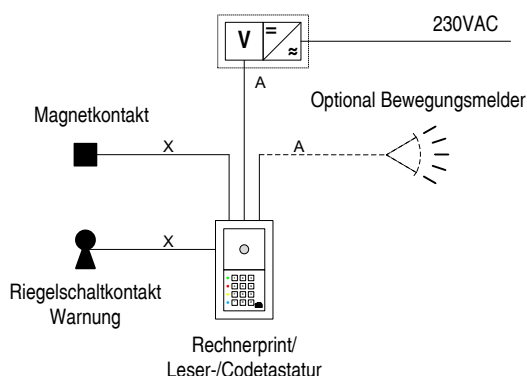 230VAC
V
=
≈
A
Optional Bewegungsmelder
Magnetkontakt
X
A
X
Riegelschaltkontakt
Warnung
Rechnerprint/
Leser-/Codetastatur